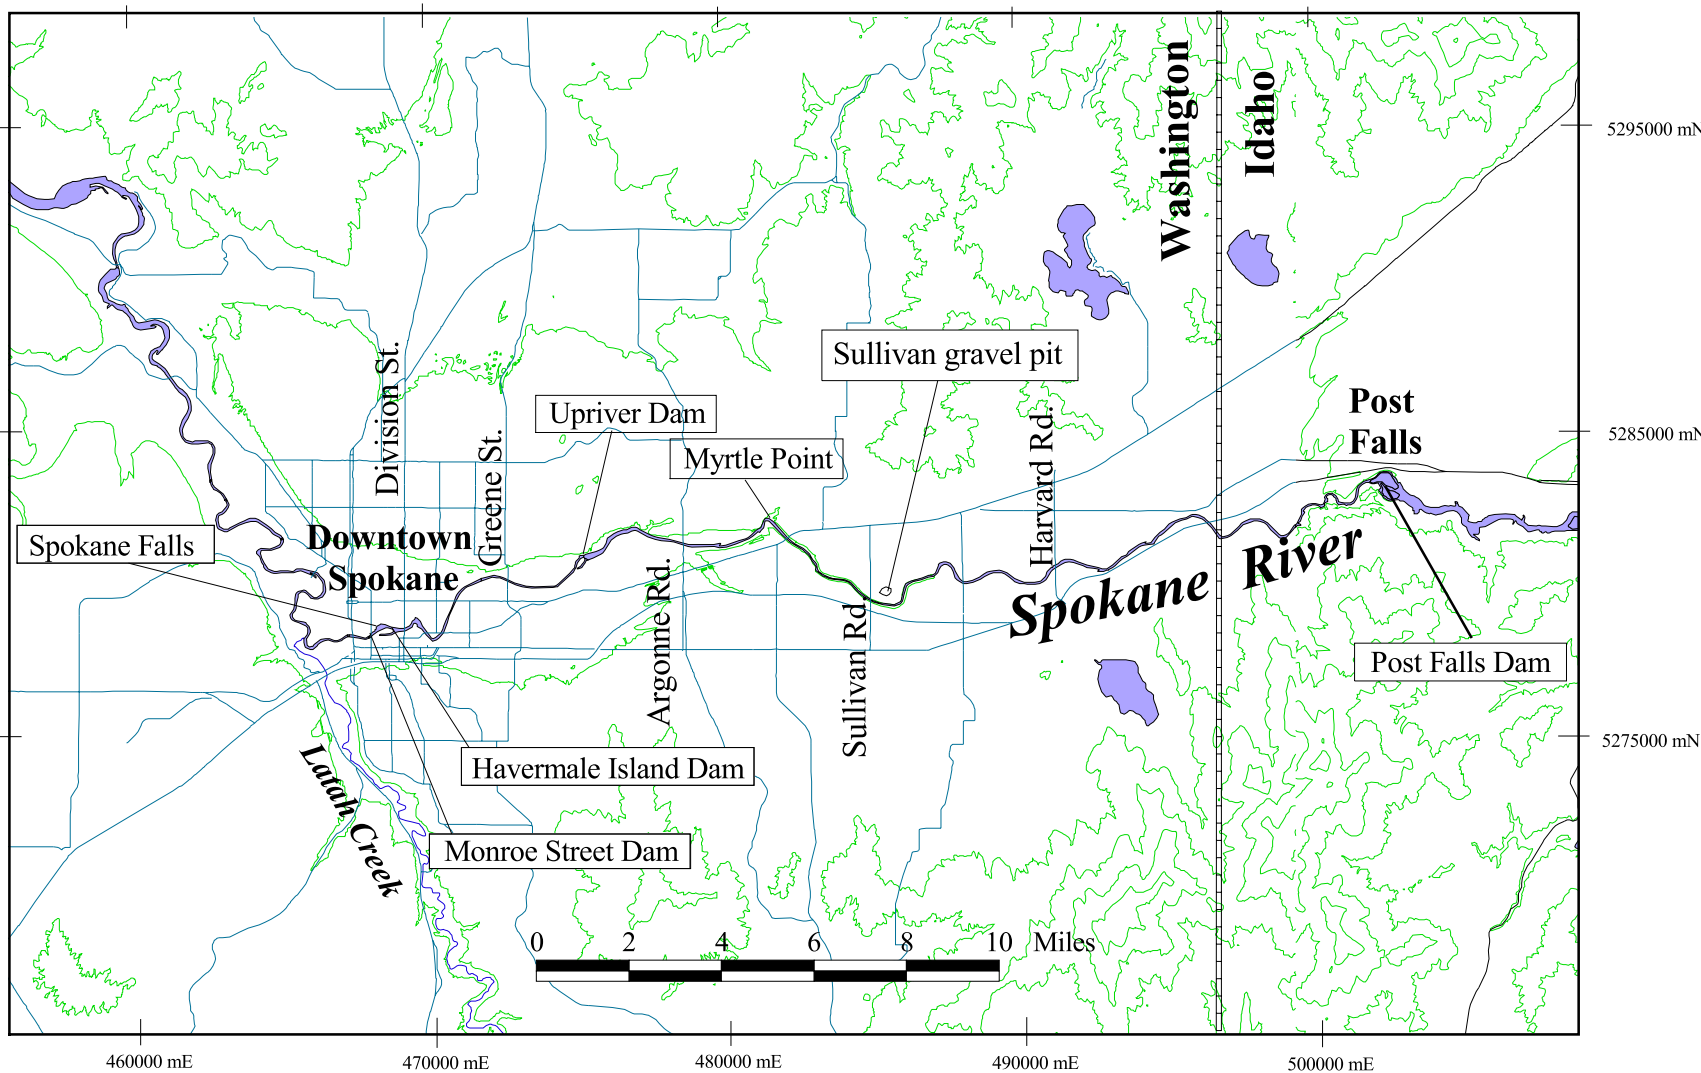 Washington
Idaho
5295000 mN
Division St.
Sullivan gravel pit
Upriver Dam
Post
Falls
Harvard Rd.
Greene St.
5285000 mN
Myrtle Point
Spokane Falls
Downtown
Spokane
Spokane River
Argonne Rd.
Sullivan Rd.
Post Falls Dam
5275000 mN
Latah Creek
Havermale Island Dam
Monroe Street Dam
0 2 4 6 8 10 Miles
460000 mE
470000 mE
480000 mE
490000 mE
500000 mE